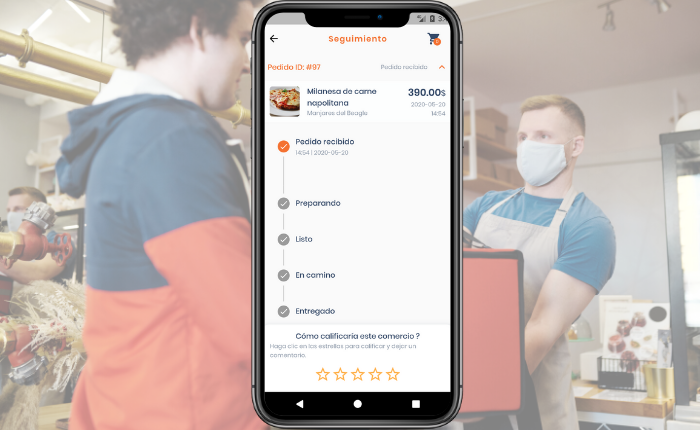 Seguimiento
Pedido ID: #97
Pedido recibido
Milanesa de carne
napolitana
390.00$
Manjares del Beagle
2020-05-20
14:54
Pedido recibido
14:54 | 2020-05-20
Preparando
Listo
En camino
Entregado
Cómo calificaría este comercio ?
Haga clic en las estrellas para calificar y dejar un
comentario.